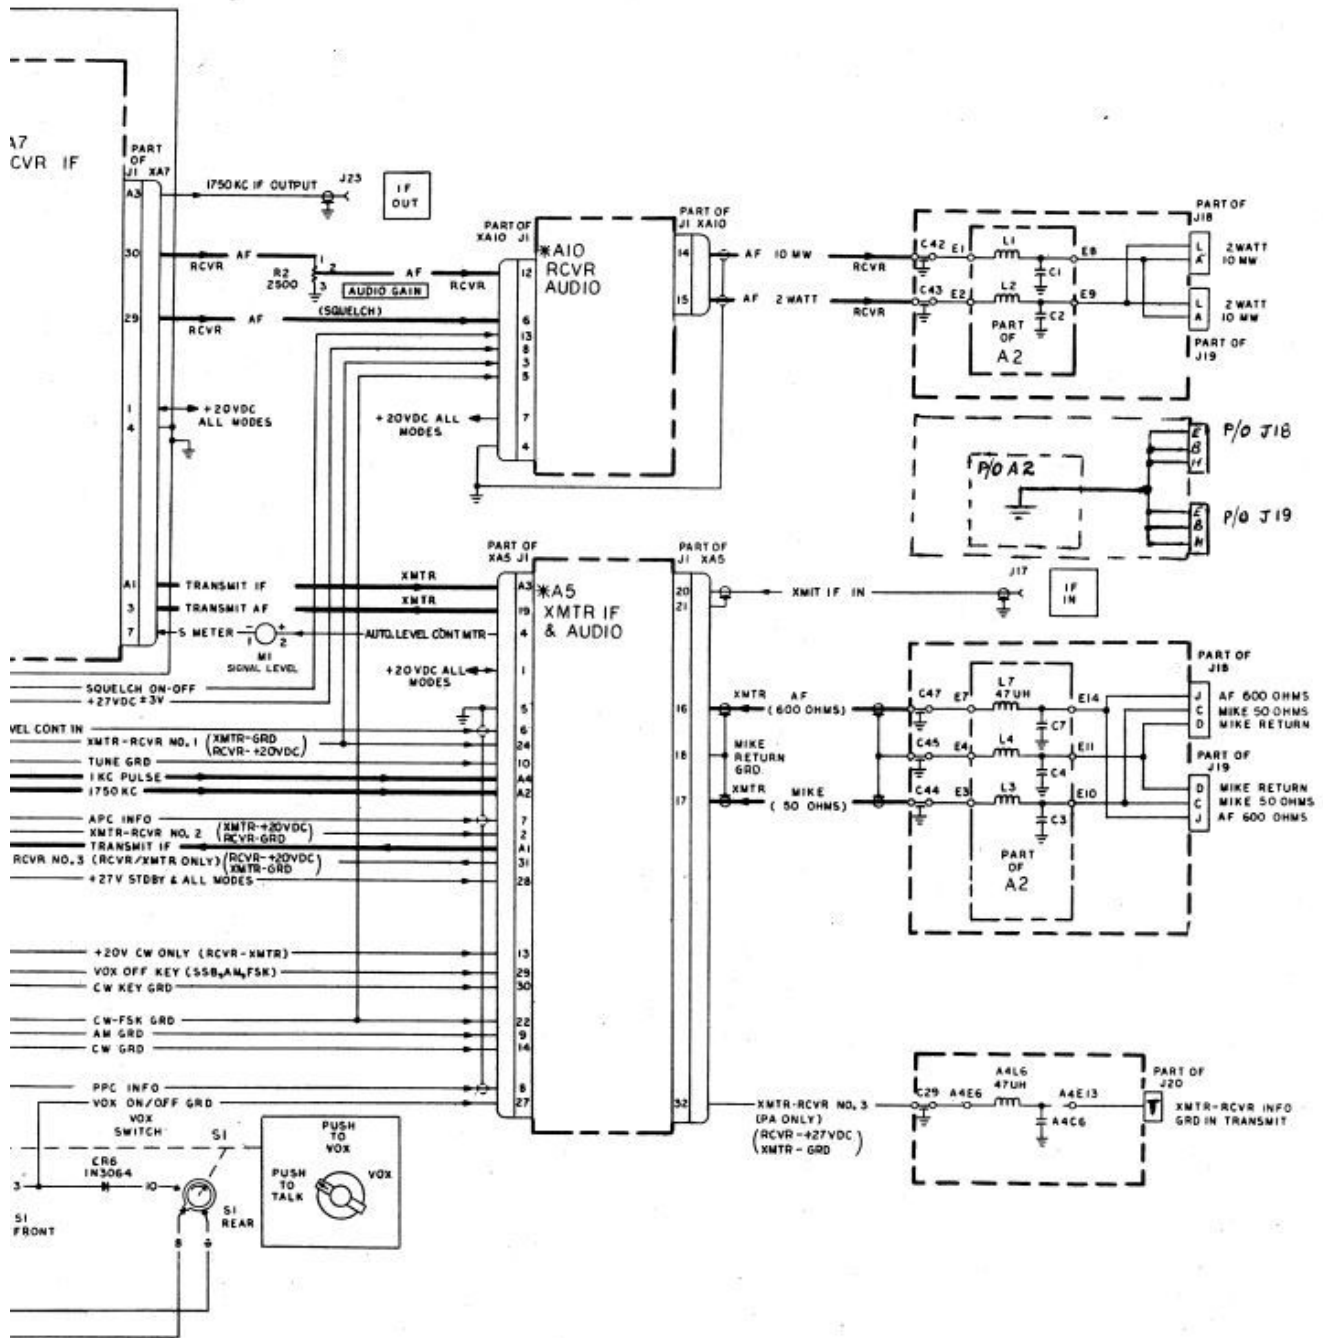 A7
RCVR IF
PART
OF
J1 XA7
A3
1750KC IF OUTPUT
J23
IF
OUT
30
RCVR
AF
R2
2500
1
2
3
AUDIO GAIN
AF
RCVR
29
RCVR
AF
(SQUELCH)
1
+20VDC
ALL MODES
4
PART OF
XA10 J1
12
6
13
8
3
5
+20VDC ALL
MODES
7
4
*A10
RCVR
AUDIO
PART OF
J1 XA10
14
AF 10 MW
RCVR
15
AF 2 WATT
RCVR
C42
E1
L1
C1
E8
C43
E2
L2
C2
E9
PART
OF
A2
PART OF
J18
L
K
2WATT
10 MW
L
A
2WATT
10 MW
PART OF
J19
P/O A2
E
B
H
P/O J18
E
B
H
P/O J19
A1
TRANSMIT IF
XMTR
3
TRANSMIT AF
XMTR
7
S METER
-
+
1
2
M1
SIGNAL LEVEL
AUTO. LEVEL CONT MTR
+20VDC ALL
MODES
PART OF
XA5 J1
A3
19
4
1
5
6
24
10
A4
A2
7
2
A1
31
28
13
29
30
22
9
14
8
27
*A5
XMTR IF
& AUDIO
PART OF
J1 XA5
20
21
XMIT IF IN
J17
IF
IN
SQUELCH ON-OFF
+27VDC ±3V
VEL CONT IN
XMTR-RCVR NO.1 (XMTR-GRD
RCVR-+20VDC)
TUNE GRD
1KC PULSE
1750 KC
APC INFO
XMTR-RCVR NO. 2 (XMTR-+20VDC
RCVR-GRD)
TRANSMIT IF
RCVR NO.3 (RCVR/XMTR ONLY) (RCVR-+20VDC
XMTR-GRD)
+27V STDBY & ALL MODES
+20V CW ONLY (RCVR-XMTR)
VOX OFF KEY (SSB,AM,FSK)
CW KEY GRD
CW-FSK GRD
AM GRD
CW GRD
PPC INFO
VOX ON/OFF GRD
16
XMTR AF
(600 OHMS)
18
MIKE
RETURN
GRD.
17
XMTR MIKE
(50 OHMS)
C47
E7
L7
47UH
C7
E14
C45
E4
L4
C4
E11
C44
E3
L3
C3
E10
PART
OF
A2
PART OF
J18
J AF 600 OHMS
C MIKE 50 OHMS
D MIKE RETURN
PART OF
J19
D MIKE RETURN
C MIKE 50 OHMS
J AF 600 OHMS
32
XMTR-RCVR NO.3
(PA ONLY)
(RCVR-+27VDC
XMTR-GRD)
C29
A4E6
A4L6
47UH
A4C6
A4E13
PART OF
J20
XMTR-RCVR INFO
GRD IN TRANSMIT
VOX
SWITCH
S1
3
CR6
1N3064
10
S1
FRONT
S1
REAR
8
9
PUSH
TO
VOX
PUSH
TO
TALK
VOX